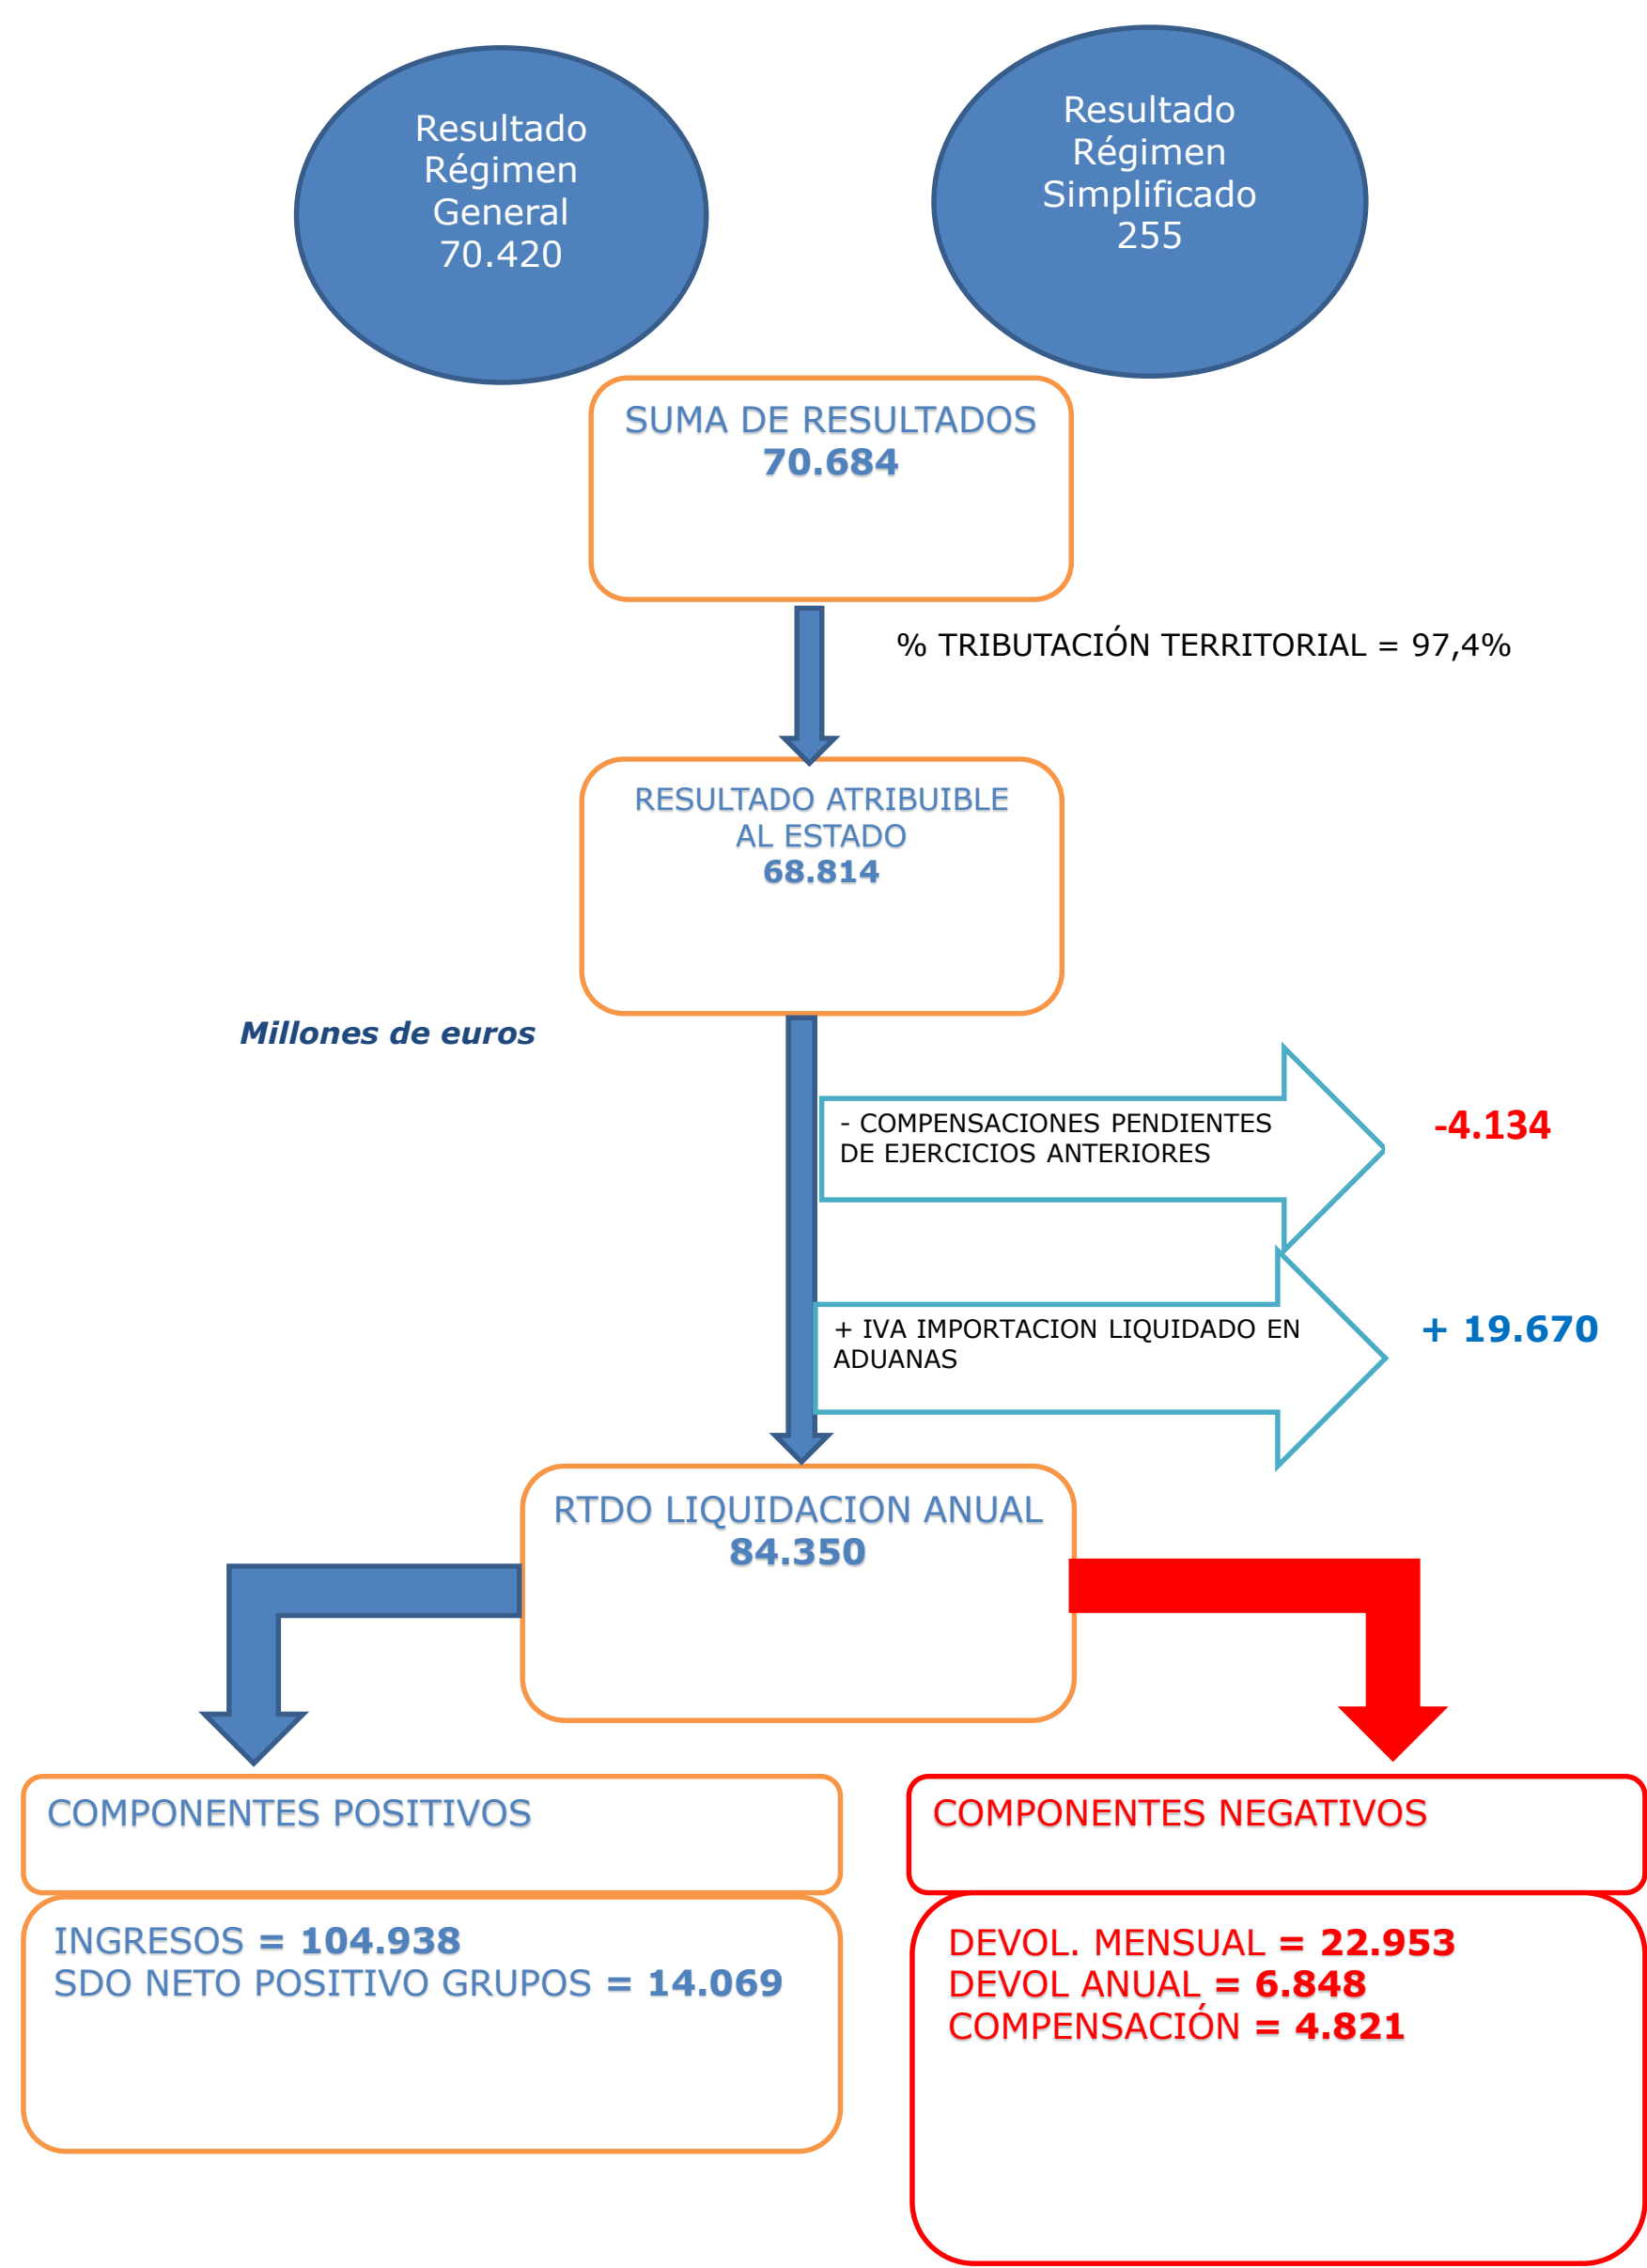 Resultado
Régimen
General
70.420
Resultado
Régimen
Simplificado
255
SUMA DE RESULTADOS
70.684
% TRIBUTACIÓN TERRITORIAL = 97,4%
RESULTADO ATRIBUIBLE
AL ESTADO
68.814
Millones de euros
- COMPENSACIONES PENDIENTES
DE EJERCICIOS ANTERIORES
-4.134
+ IVA IMPORTACION LIQUIDADO EN
ADUANAS
+ 19.670
RTDO LIQUIDACION ANUAL
84.350
COMPONENTES POSITIVOS
INGRESOS = 104.938
SDO NETO POSITIVO GRUPOS = 14.069
COMPONENTES NEGATIVOS
DEVOL. MENSUAL = 22.953
DEVOL ANUAL = 6.848
COMPENSACIÓN = 4.821